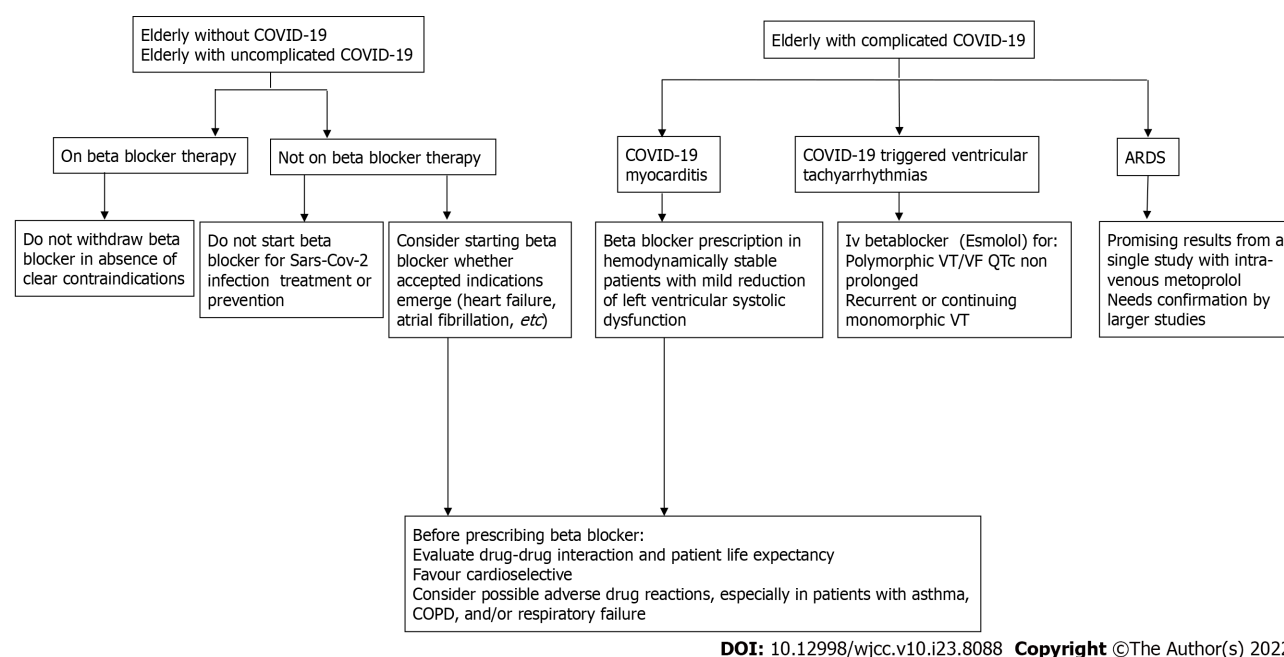 Elderly without COVID-19
Elderly with uncomplicated COVID-19
Elderly with complicated COVID-19
On beta blocker therapy
Not on beta blocker therapy
COVID-19
myocarditis
COVID-19 triggered ventricular
tachyarrhythmias
ARDS
Do not withdraw beta
blocker in absence of
clear contraindications
Do not start beta
blocker for Sars-Cov-2
infection treatment or
prevention
Consider starting beta
blocker whether
accepted indications
emerge (heart failure,
atrial fibrillation, etc)
Beta blocker prescription in
hemodynamically stable
patients with mild reduction
of left ventricular systolic
dysfunction
Iv betablocker (Esmolol) for:
Polymorphic VT/VF QTc non
prolonged
Recurrent or continuing
monomorphic VT
Promising results from a
single study with intra-
venous metoprolol
Needs confirmation by
larger studies
Before prescribing beta blocker:
Evaluate drug-drug interaction and patient life expectancy
Favour cardioselective
Consider possible adverse drug reactions, especially in patients with asthma,
COPD, and/or respiratory failure
DOI: 10.12998/wjcc.v10.i23.8088 Copyright ©The Author(s) 2022